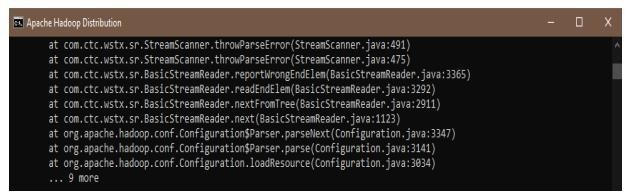 Apache Hadoop Distribution
at com.ctc.wstx.sr.StreamScanner.throwParseError(StreamScanner.java:491)
at com.ctc.wstx.sr.StreamScanner.throwParseError(StreamScanner.java:475)
at com.ctc.wstx.sr.BasicStreamReader.reportWrongEndElem(BasicStreamReader.java:3365)
at com.ctc.wstx.sr.BasicStreamReader.readEndElem(BasicStreamReader.java:3292)
at com.ctc.wstx.sr.BasicStreamReader.nextFromTree(BasicStreamReader.java:2911)
at com.ctc.wstx.sr.BasicStreamReader.next(BasicStreamReader.java:1123)
at org.apache.hadoop.conf.Configuration$Parser.parseNext(Configuration.java:3347)
at org.apache.hadoop.conf.Configuration$Parser.parse(Configuration.java:3141)
at org.apache.hadoop.conf.Configuration.loadResource(Configuration.java:3034)
... 9 more